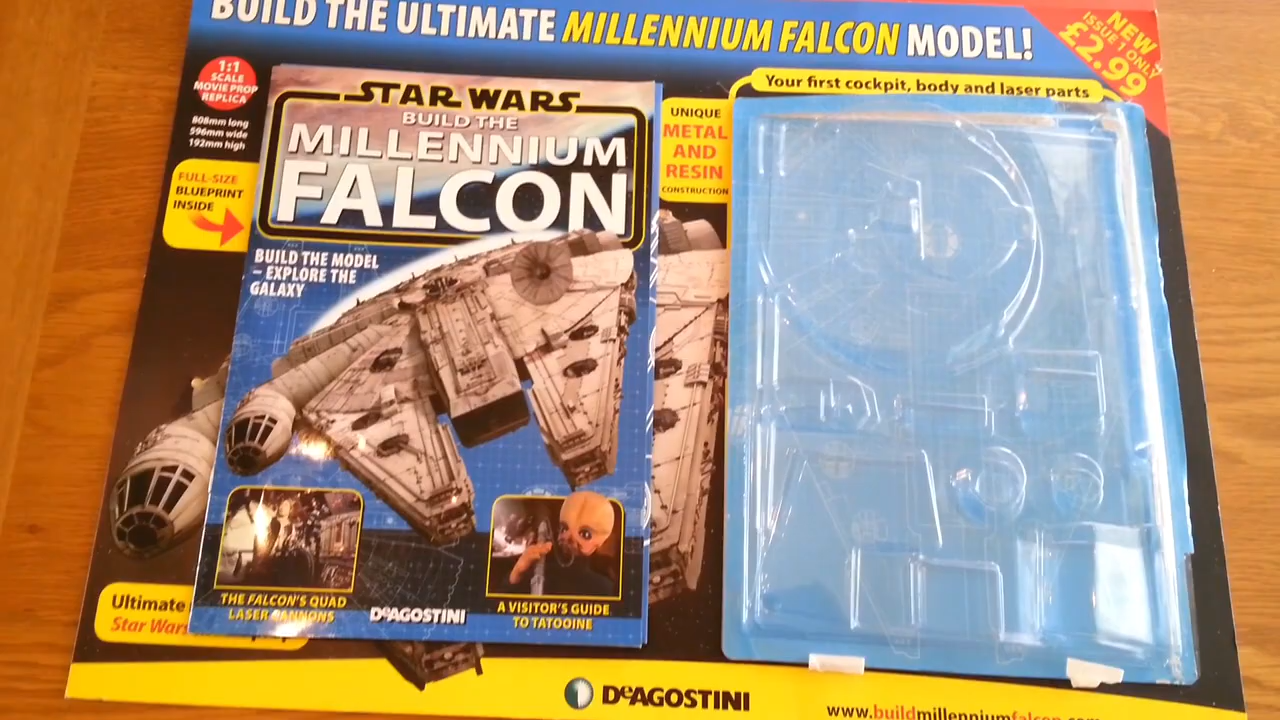 BUILD THE ULTIMATE MILLENNIUM FALCON MODEL!
NEW
ISSUE 1 ONLY
£2.99
1:1
SCALE
MOVIE PROP
REPLICA
808mm long
596mm wide
192mm high
FULL-SIZE
BLUEPRINT
INSIDE
STAR WARS
BUILD THE
MILLENNIUM
FALCON
BUILD THE MODEL
– EXPLORE THE
GALAXY
THE FALCON'S QUAD
LASER CANNONS
DeAGOSTINI
A VISITOR'S GUIDE
TO TATOOINE
UNIQUE
METAL
AND
RESIN
CONSTRUCTION
Your first cockpit, body and laser parts
Ultimate
Star Wars
DeAGOSTINI
www.buildmillenniumfalcon.com